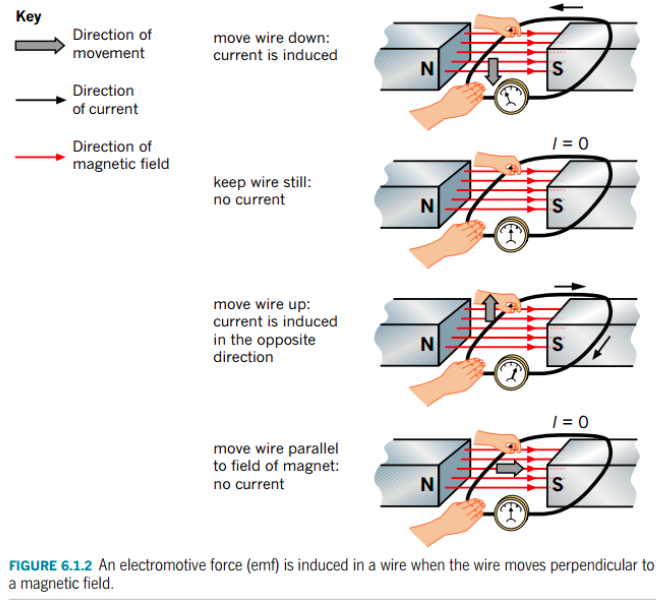 Key
Direction of
movement
Direction
of current
Direction of
magnetic field
move wire down:
current is induced
N
S
I = 0
keep wire still:
no current
N
S
move wire up:
current is induced
in the opposite
direction
N
S
I = 0
move wire parallel
to field of magnet:
no current
N
S
FIGURE 6.1.2 An electromotive force (emf) is induced in a wire when the wire moves perpendicular to
a magnetic field.